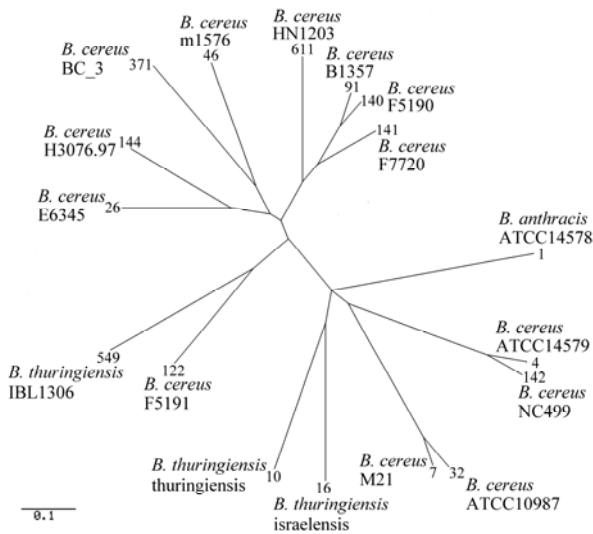 B. cereus
HN1203
611
B. cereus
m1576
46
B. cereus
BC_3
371
B. cereus
B1357
91
B. cereus
F5190
140
141
B. cereus
F7720
B. cereus
H3076.97
144
B. cereus
E6345
26
B. anthracis
ATCC14578
1
B. cereus
ATCC14579
4
142
B. cereus
NC499
549
B. thuringiensis
IBL1306
122
B. cereus
F5191
B. thuringiensis
thuringiensis
10
16
B. thuringiensis
israelensis
B. cereus
M21
7
32
B. cereus
ATCC10987
0.1